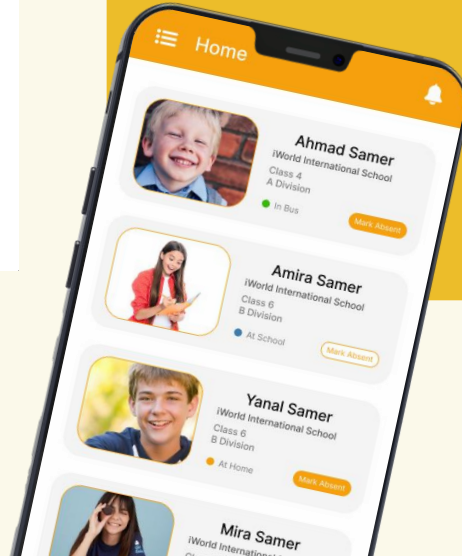 Home
Ahmad Samer
iWorld International School
Class 4
A Division
In Bus
Mark Absent
Amira Samer
iWorld International School
Class 6
B Division
At School
Mark Absent
Yanal Samer
iWorld International School
Class 6
B Division
At Home
Mark Absent
Mira Samer
iWorld International